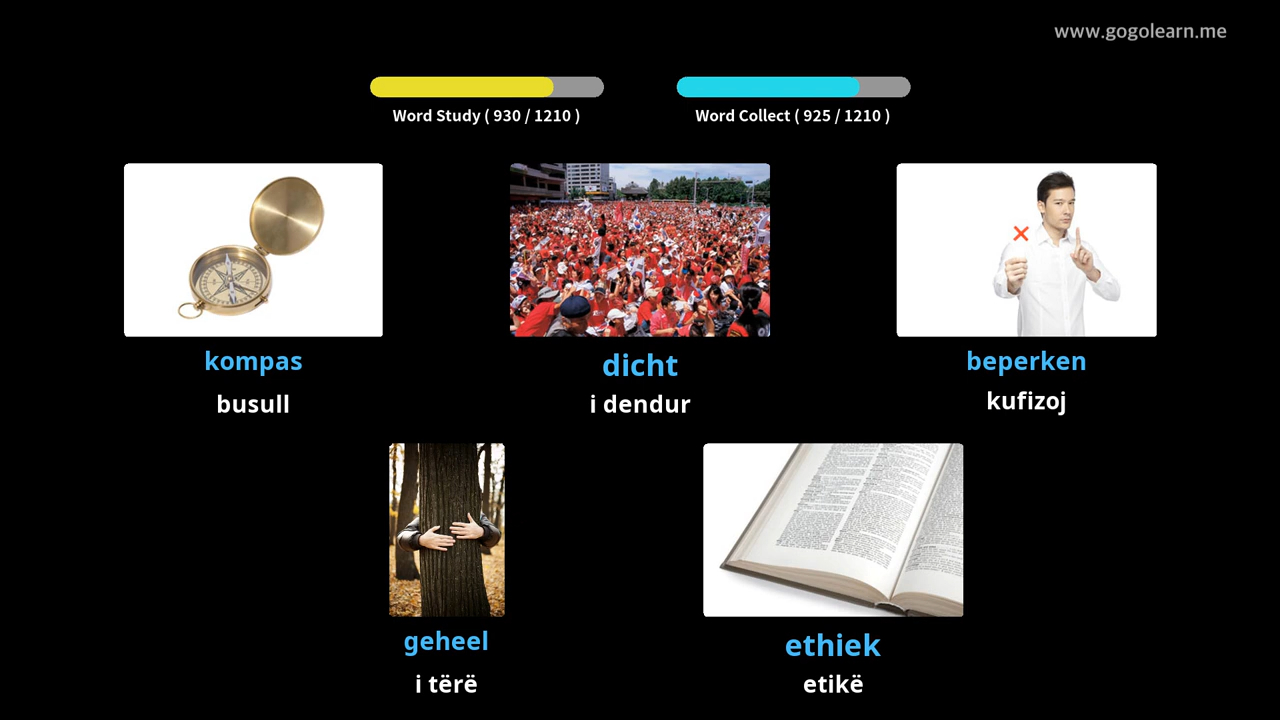 www.gogolearn.me
Word Study ( 930 / 1210 )
Word Collect ( 925 / 1210 )
kompas
busull
dicht
i dendur
beperken
kufizoj
geheel
i tërë
ethiek
etikë